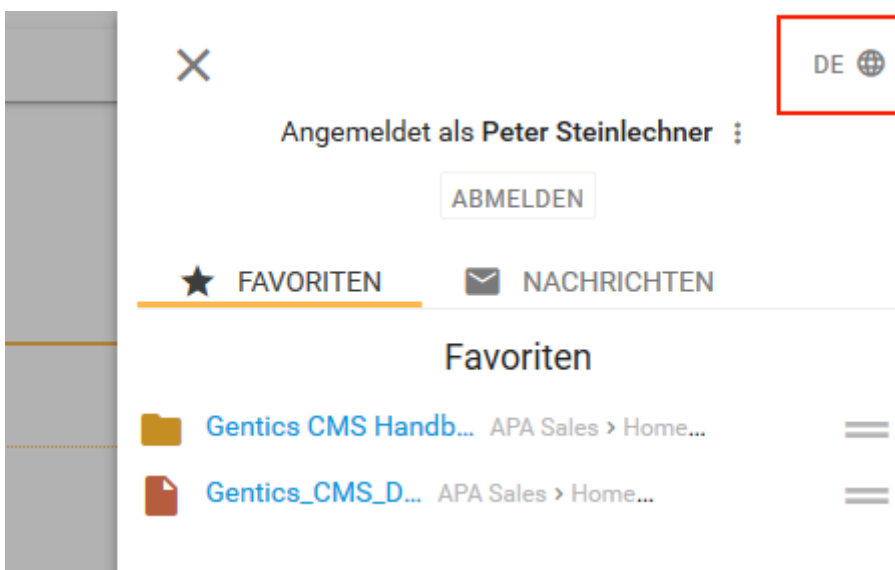 DE
Angemeldet als Peter Steinlechner
ABMELDEN
FAVORITEN NACHRICHTEN
Favoriten
Gentics CMS Handb... APA Sales > Home...
Gentics_CMS_D... APA Sales > Home...